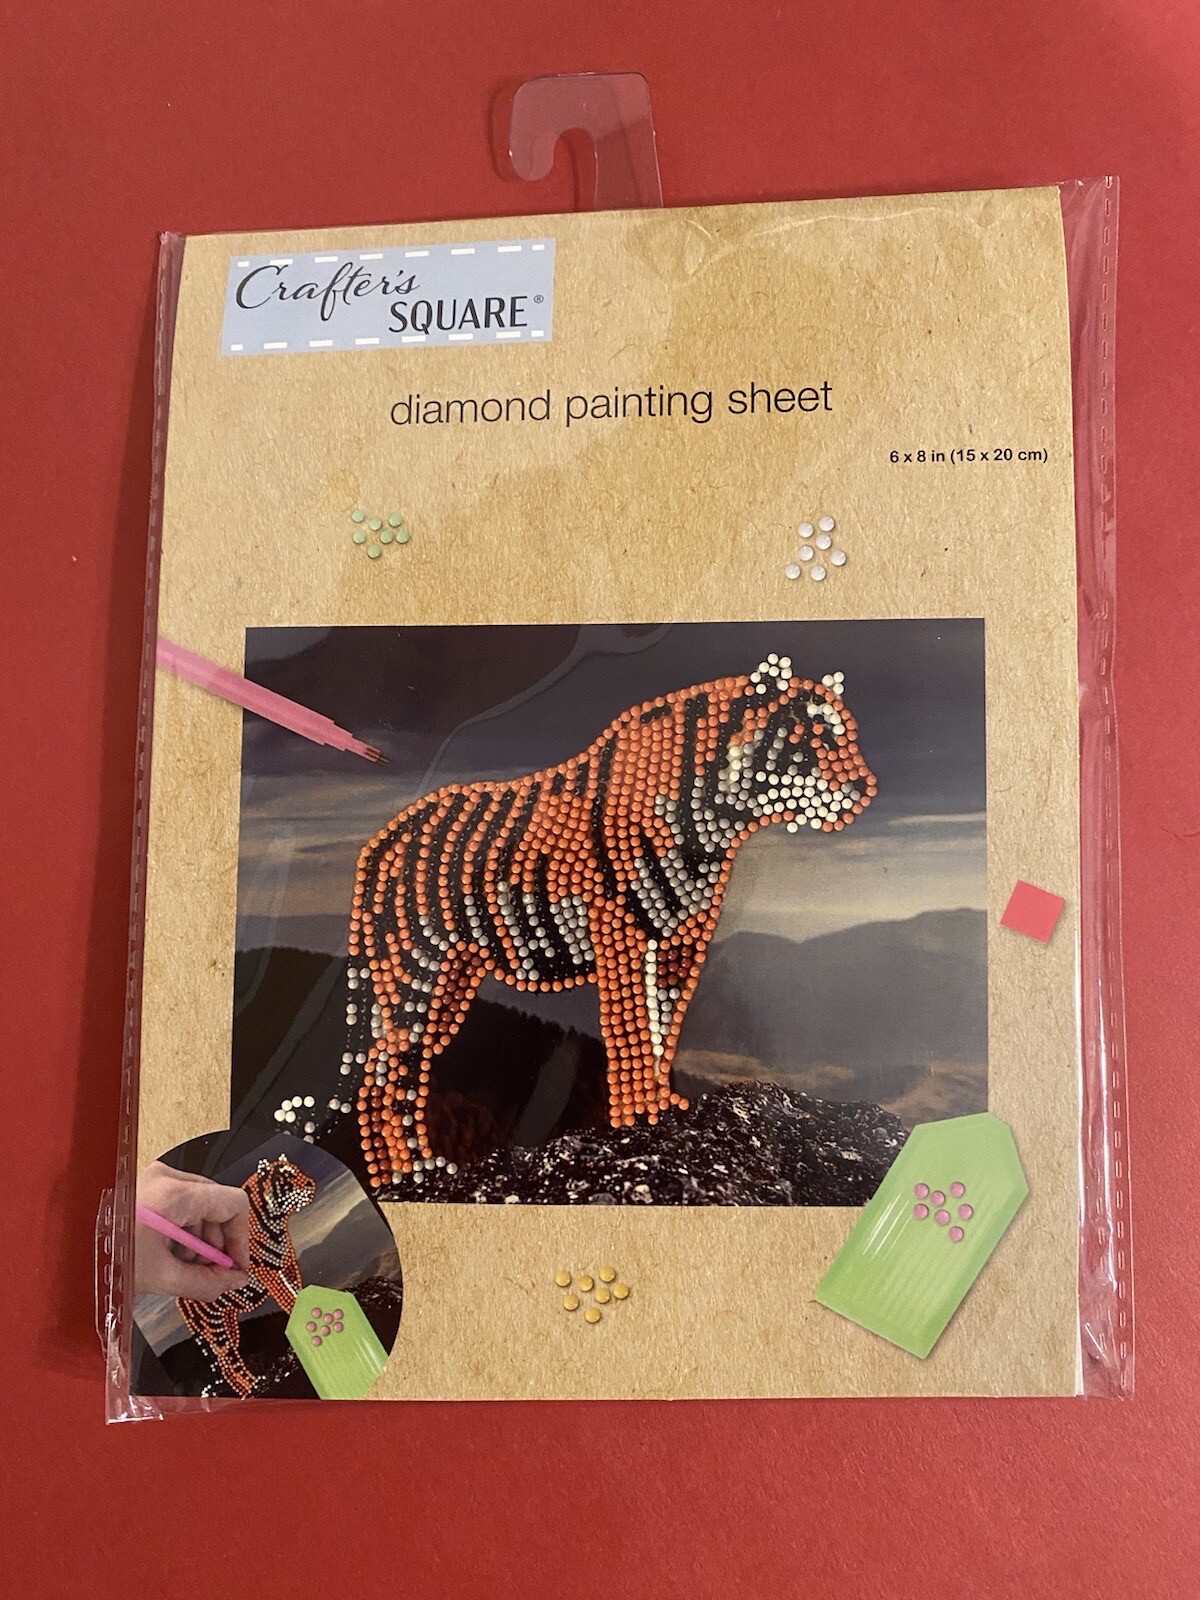 Crafter's
SQUARE®
diamond painting sheet
6 x 8 in (15 x 20 cm)